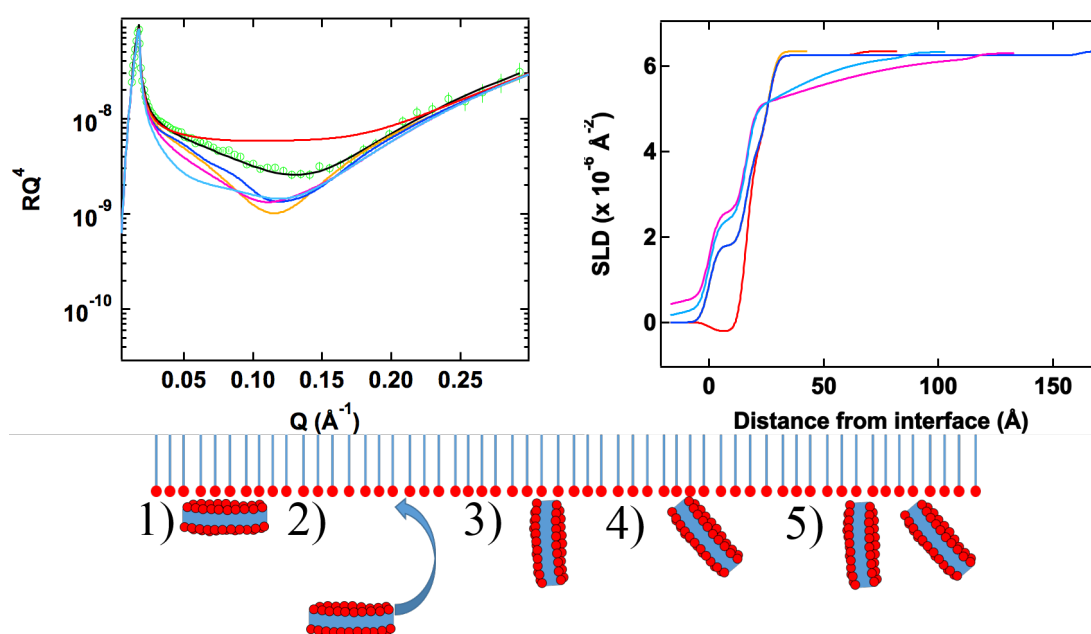 10⁻⁸
10⁻⁹
10⁻¹⁰
RQ⁴
0.05 0.10 0.15 0.20 0.25
Q (Å⁻¹)
6
4
2
0
SLD (x 10⁻⁶ Å⁻²)
0 50 100 150
Distance from interface (Å)
1) 2) 3) 4) 5)